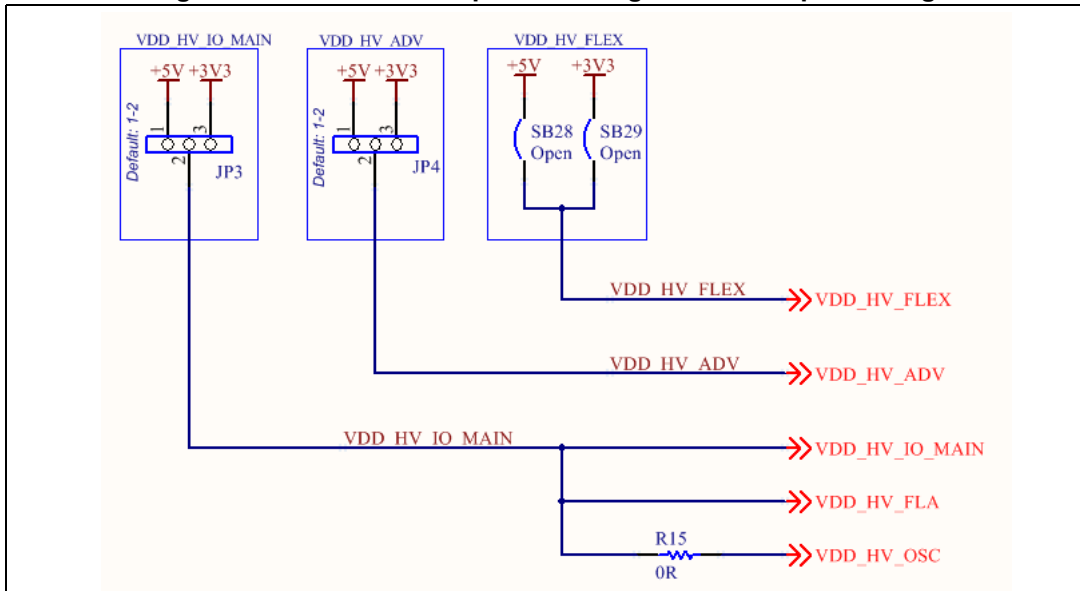 VDD_HV_IO_MAIN
+5V +3V3
Default: 1-2
1
2
3
JP3
VDD_HV_ADV
+5V +3V3
Default: 1-2
1
2
3
JP4
VDD_HV_FLEX
+5V +3V3
SB28 SB29
Open Open
VDD_HV_FLEX VDD_HV_FLEX
VDD_HV_ADV VDD_HV_ADV
VDD_HV_IO_MAIN VDD_HV_IO_MAIN
VDD_HV_FLA
R15
0R
VDD_HV_OSC